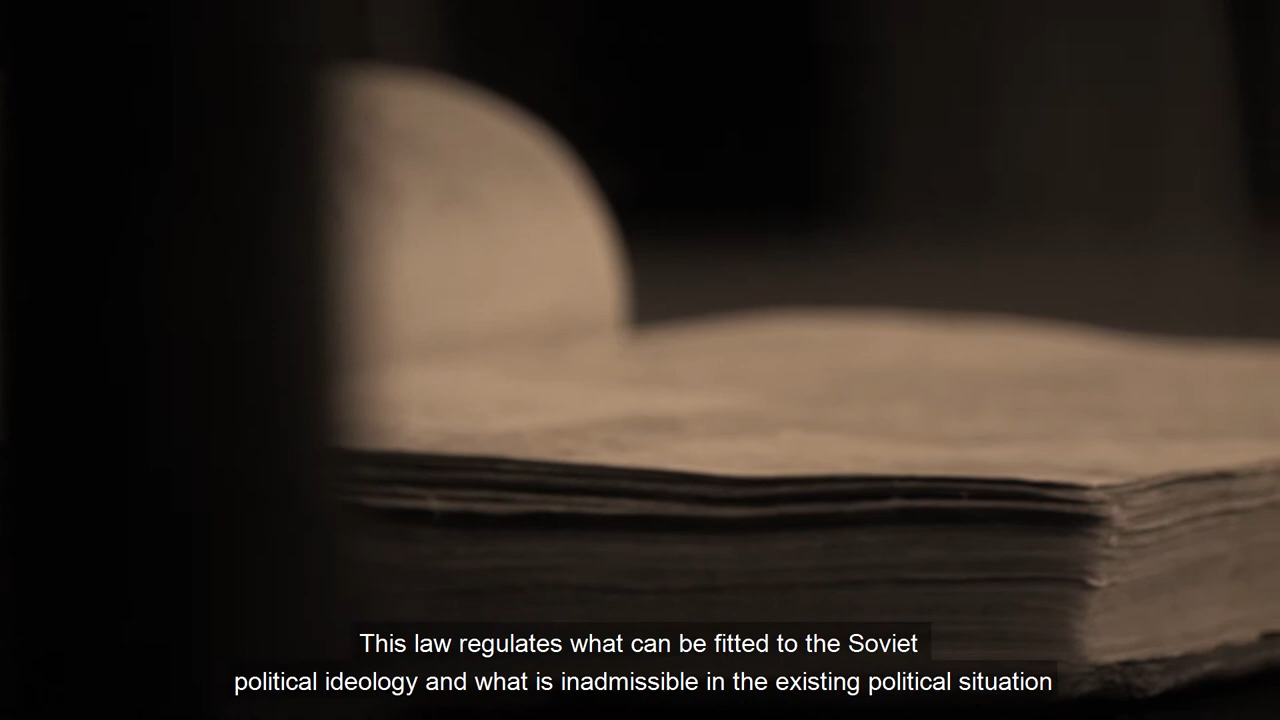 This law regulates what can be fitted to the Soviet
political ideology and what is inadmissible in the existing political situation